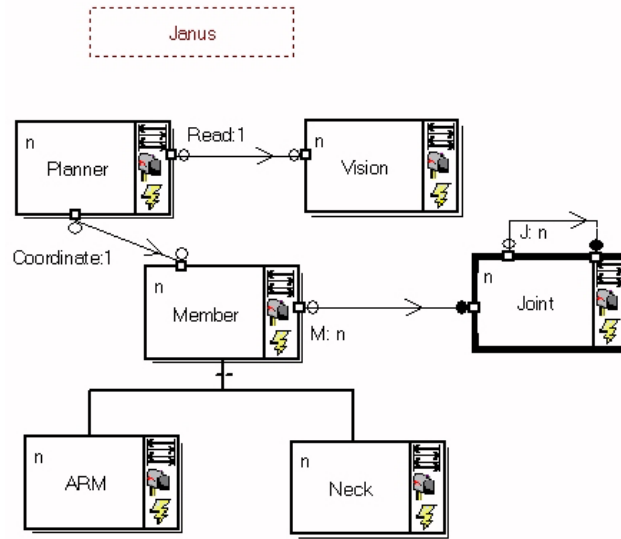 Janus
n
Planner
Read:1
n
Vision
Coordinate:1
n
Member
M: n
J: n
n
Joint
n
ARM
n
Neck